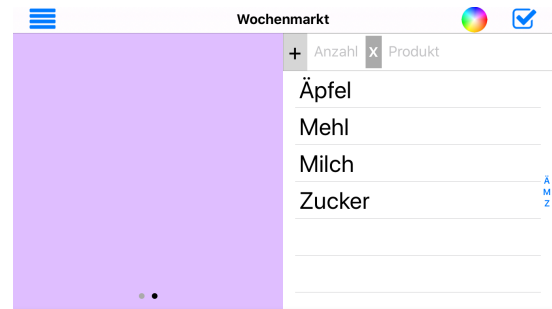 Wochenmarkt
+ Anzahl X Produkt
Äpfel
Mehl
Milch
Zucker
Ä
M
Z